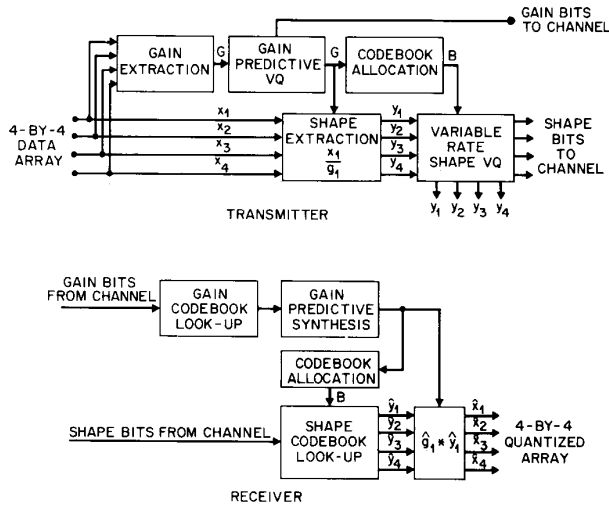 GAIN BITS
TO CHANNEL
GAIN
EXTRACTION
G
GAIN
PREDICTIVE
VQ
G
CODEBOOK
ALLOCATION
B
4-BY-4
DATA
ARRAY
x1
x2
x3
x4
SHAPE
EXTRACTION
x1
g1
y1
y2
y3
y4
VARIABLE
RATE
SHAPE VQ
SHAPE
BITS
TO
CHANNEL
y1 y2 y3 y4
TRANSMITTER
GAIN BITS
FROM CHANNEL
GAIN
CODEBOOK
LOOK-UP
GAIN
PREDICTIVE
SYNTHESIS
CODEBOOK
ALLOCATION
B
SHAPE BITS FROM CHANNEL
SHAPE
CODEBOOK
LOOK-UP
ŷ1
ŷ2
ŷ3
ŷ4
ĝ1 * ŷ1
x̂1
x̂2
x̂3
x̂4
4-BY-4
QUANTIZED
ARRAY
RECEIVER